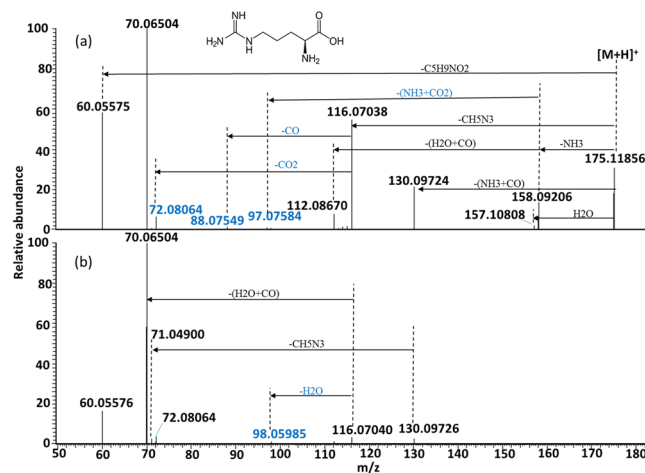 70.06504
(a)
NH
H2N
N
H
O
OH
NH2
[M+H]+
100
80
60
40
20
0
-C5H9NO2
60.05575
-(NH3+CO2)
116.07038
-CH5N3
-CO
-(H2O+CO)
-NH3
175.11856
-CO2
130.09724
-(NH3+CO)
72.08064
88.07549
97.07584
112.08670
158.09206
157.10808
H2O
Relative abundance
70.06504
(b)
100
80
60
40
20
0
-(H2O+CO)
71.04900
-CH5N3
60.05576
72.08064
-H2O
98.05985
116.07040
130.09726
50 60 70 80 90 100 110 120 130 140 150 160 170 180
m/z